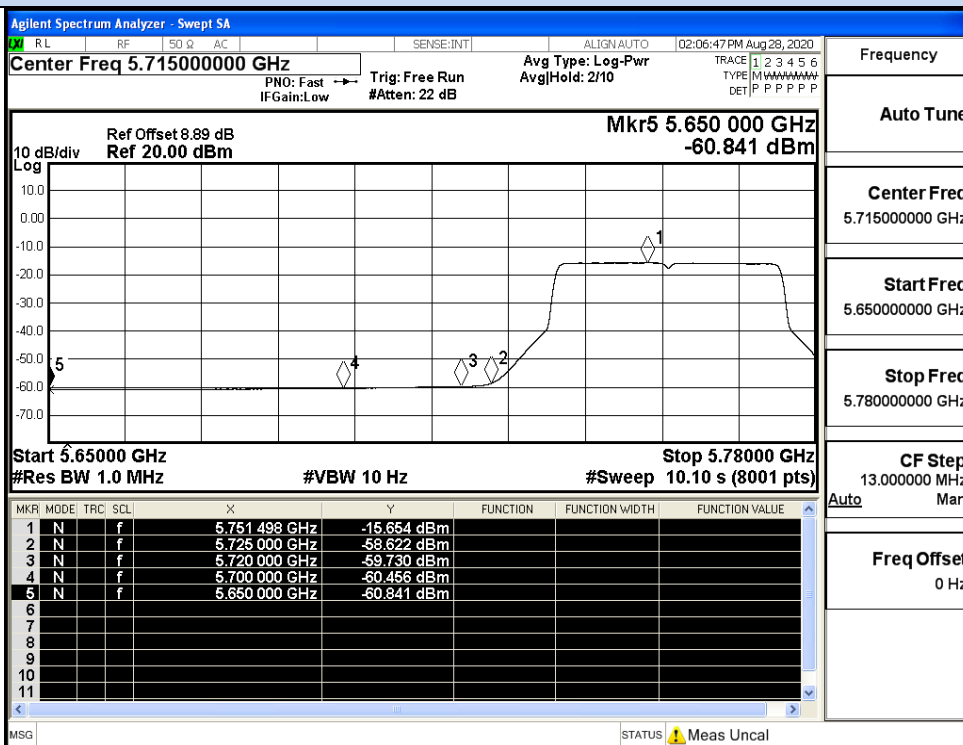 Agilent Spectrum Analyzer - Swept SA
LXI RL RF 50 Ω AC SENSE:INT ALIGN AUTO 02:06:47 PM Aug 28, 2020
Center Freq 5.715000000 GHz
PNO: Fast
IFGain:Low
Trig: Free Run
#Atten: 22 dB
Avg Type: Log-Pwr
Avg|Hold: 2/10
TRACE 1 2 3 4 5 6
TYPE M WWWWW
DET P P P P P P
Mkr5 5.650 000 GHz
-60.841 dBm
Ref Offset 8.89 dB
10 dB/div Ref 20.00 dBm
Log
10.0
0.00
-10.0
-20.0
-30.0
-40.0
-50.0
-60.0
-70.0
1
2
3
4
5
Start 5.65000 GHz Stop 5.78000 GHz
#Res BW 1.0 MHz #VBW 10 Hz #Sweep 10.10 s (8001 pts)
MKR MODE TRC SCL X Y FUNCTION FUNCTION WIDTH FUNCTION VALUE
1 N f 5.751 498 GHz -15.654 dBm
2 N f 5.725 000 GHz -58.622 dBm
3 N f 5.720 000 GHz -59.730 dBm
4 N f 5.700 000 GHz -60.456 dBm
5 N f 5.650 000 GHz -60.841 dBm
6
7
8
9
10
11
MSG STATUS Meas Uncal
Frequency
Auto Tune
Center Freq
5.715000000 GHz
Start Freq
5.650000000 GHz
Stop Freq
5.780000000 GHz
CF Step
13.000000 MHz
Auto Man
Freq Offset
0 Hz